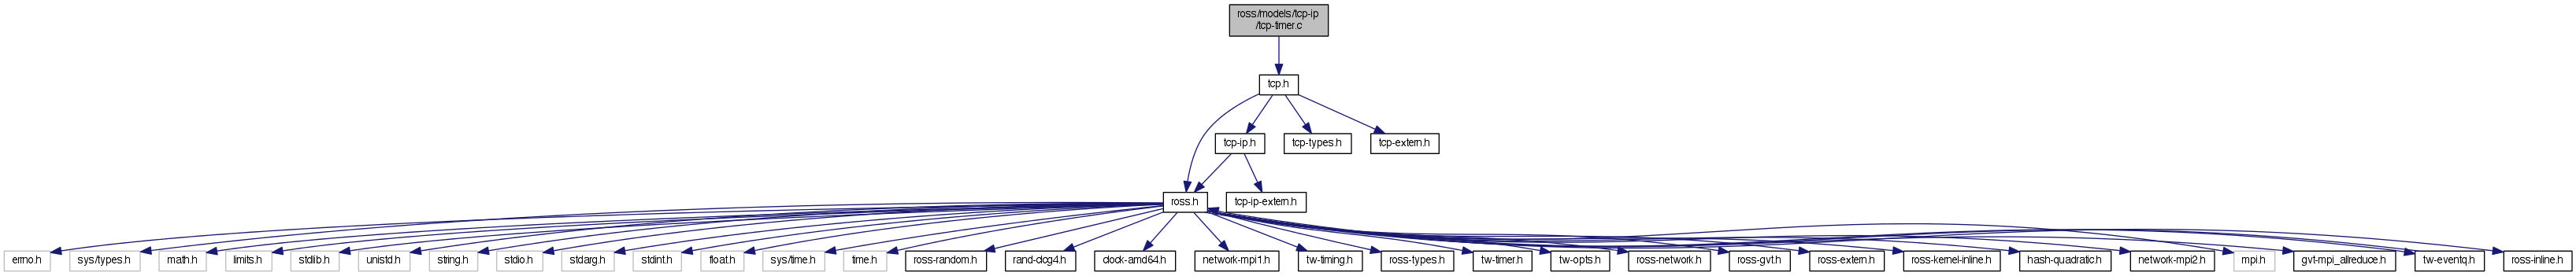 ross/models/tcp-ip
/tcp-timer.c
tcp.h
tcp-ip.h
tcp-types.h
tcp-extern.h
ross.h
tcp-ip-extern.h
errno.h
sys/types.h
math.h
limits.h
stdlib.h
unistd.h
string.h
stdio.h
stdarg.h
stdint.h
float.h
sys/time.h
time.h
ross-random.h
rand-clcg4.h
clock-amd64.h
network-mpi1.h
tw-timing.h
ross-types.h
tw-timer.h
tw-opts.h
ross-network.h
ross-gvt.h
ross-extern.h
ross-kernel-inline.h
hash-quadratic.h
network-mpi2.h
mpi.h
gvt-mpi_allreduce.h
tw-eventq.h
ross-inline.h